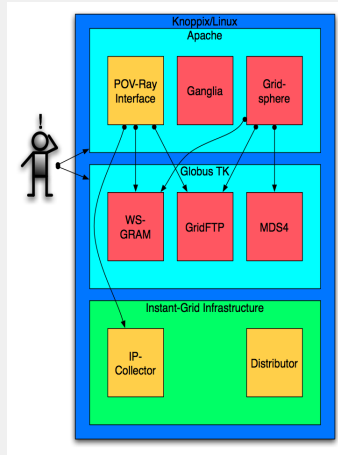 Knoppix/Linux
Apache
POV-Ray
Interface
Ganglia
Grid-
sphere
!
Globus TK
WS-
GRAM
GridFTP
MDS4
Instant-Grid Infrastructure
IP-
Collector
Distributor